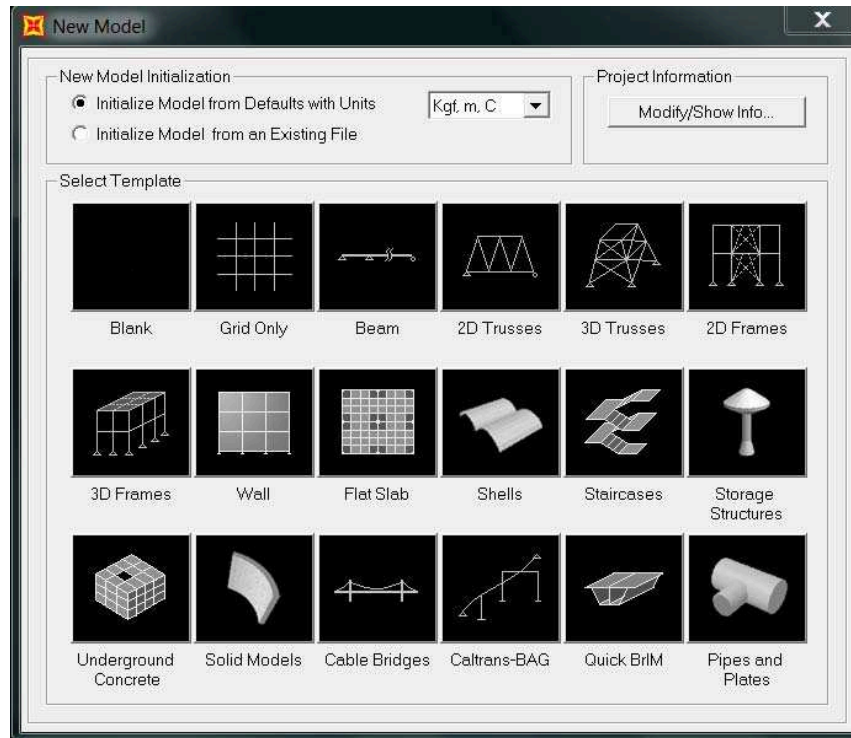 New Model
X
New Model Initialization
Project Information
Initialize Model from Defaults with Units
Kgf, m, C
Modify/Show Info...
Initialize Model from an Existing File
Select Template
Blank
Grid Only
Beam
2D Trusses
3D Trusses
2D Frames
3D Frames
Wall
Flat Slab
Shells
Staircases
Storage
Structures
Underground
Concrete
Solid Models
Cable Bridges
Caltrans-BAG
Quick BrIM
Pipes and
Plates